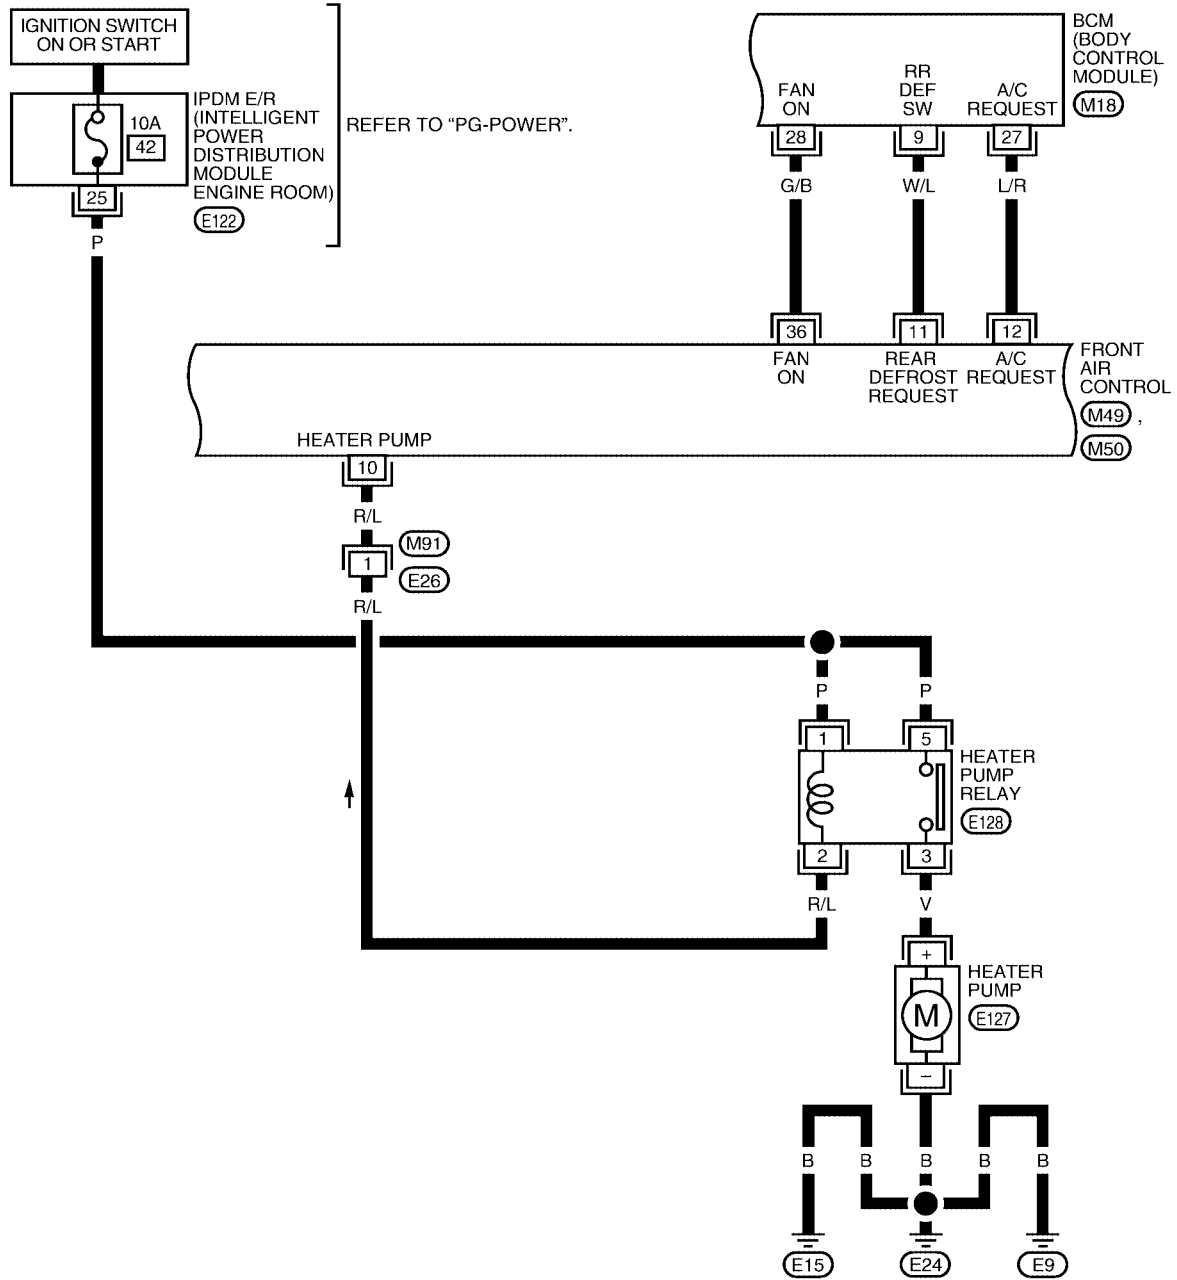 IGNITION SWITCH
ON OR START
10A
42
25
P
IPDM E/R
(INTELLIGENT
POWER
DISTRIBUTION
MODULE
ENGINE ROOM)
E122
REFER TO “PG-POWER”.
BCM
(BODY
CONTROL
MODULE)
M18
FAN
ON
RR
DEF
SW
A/C
REQUEST
28
9
27
G/B
W/L
L/R
36
11
12
FAN
ON
REAR
DEFROST
REQUEST
A/C
REQUEST
FRONT
AIR
CONTROL
M49 ,
M50
HEATER PUMP
10
R/L
M91
1
E26
R/L
P
P
1
5
HEATER
PUMP
RELAY
E128
2
3
R/L
V
+
HEATER
PUMP
E127
M
–
B
B
B
B
B
E15
E24
E9